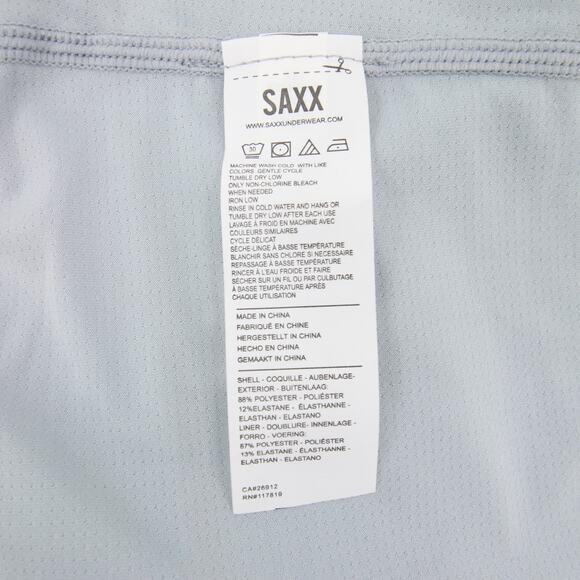 SAXX
WWW.SAXXUNDERWEAR.COM
30
MACHINE WASH COLD WITH LIKE
COLORS GENTLE CYCLE
TUMBLE DRY LOW
ONLY NON-CHLORINE BLEACH
WHEN NEEDED
IRON LOW
RINSE IN COLD WATER AND HANG OR
TUMBLE DRY LOW AFTER EACH USE
LAVAGE À FROID EN MACHINE AVEC
COULEURS SIMILAIRES
CYCLE DÉLICAT
SÈCHE-LINGE À BASSE TEMPÉRATURE
BLANCHIR SANS CHLORE SI NECESSAIRE
REPASSAGE À BASSE TEMPÉRATURE
RINCER À L'EAU FROIDE ET FAIRE
SÉCHER SUR UN FIL OU PAR CULBUTAGE
À BASSE TEMPÉRATURE APRÈS
CHAQUE UTILISATION
MADE IN CHINA
FABRIQUÉ EN CHINE
HERGESTELLT IN CHINA
HECHO EN CHINA
GEMAAKT IN CHINA
SHELL - COQUILLE - AUBENLAGE-
EXTERIOR - BUITENLAAG:
88% POLYESTER - POLIÉSTER
12%ELASTANE - ÉLASTHANNE -
ELASTHAN - ELASTANO
LINER - DOUBLURE- INNENLAGE -
FORRO - VOERING:
87% POLYESTER - POLIÉSTER
13% ELASTANE - ÉLASTHANNE -
ELASTHAN - ELASTANO
CA#26912
RN#117819